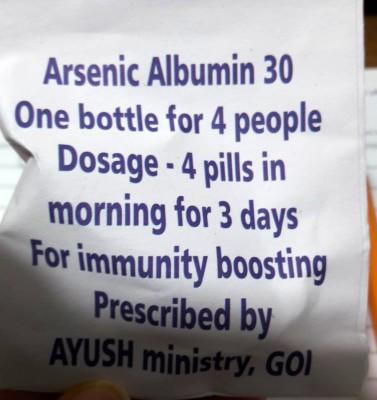 Arsenic Albumin 30
One bottle for 4 people
Dosage - 4 pills in
morning for 3 days
For immunity boosting
Prescribed by
AYUSH ministry, GOI